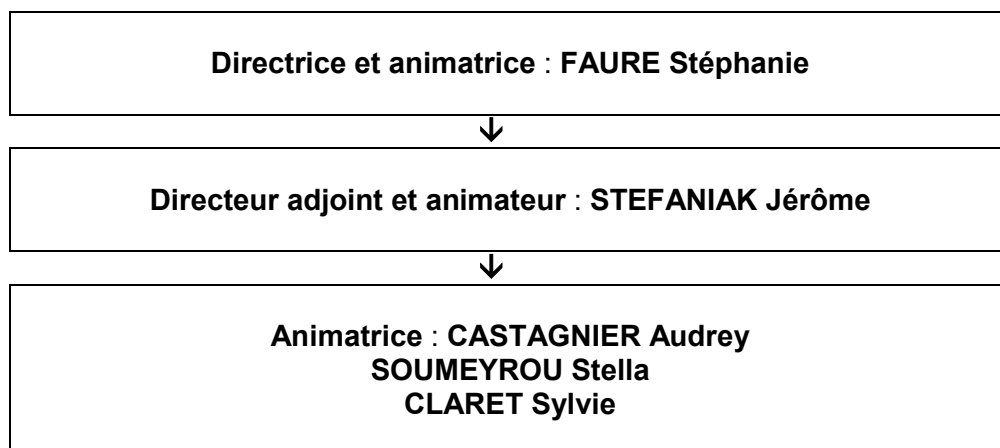 Directrice et animatrice : FAURE Stéphanie
Directeur adjoint et animateur : STEFANIAK Jérôme
Animatrice : CASTAGNIER Audrey
SOUMEYROU Stella
CLARET Sylvie